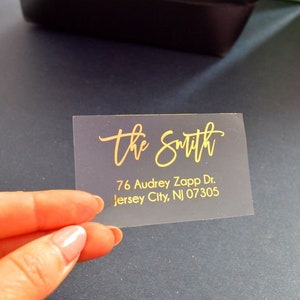 the Smith
76 Audrey Zapp Dr.
Jersey City, NJ 07305